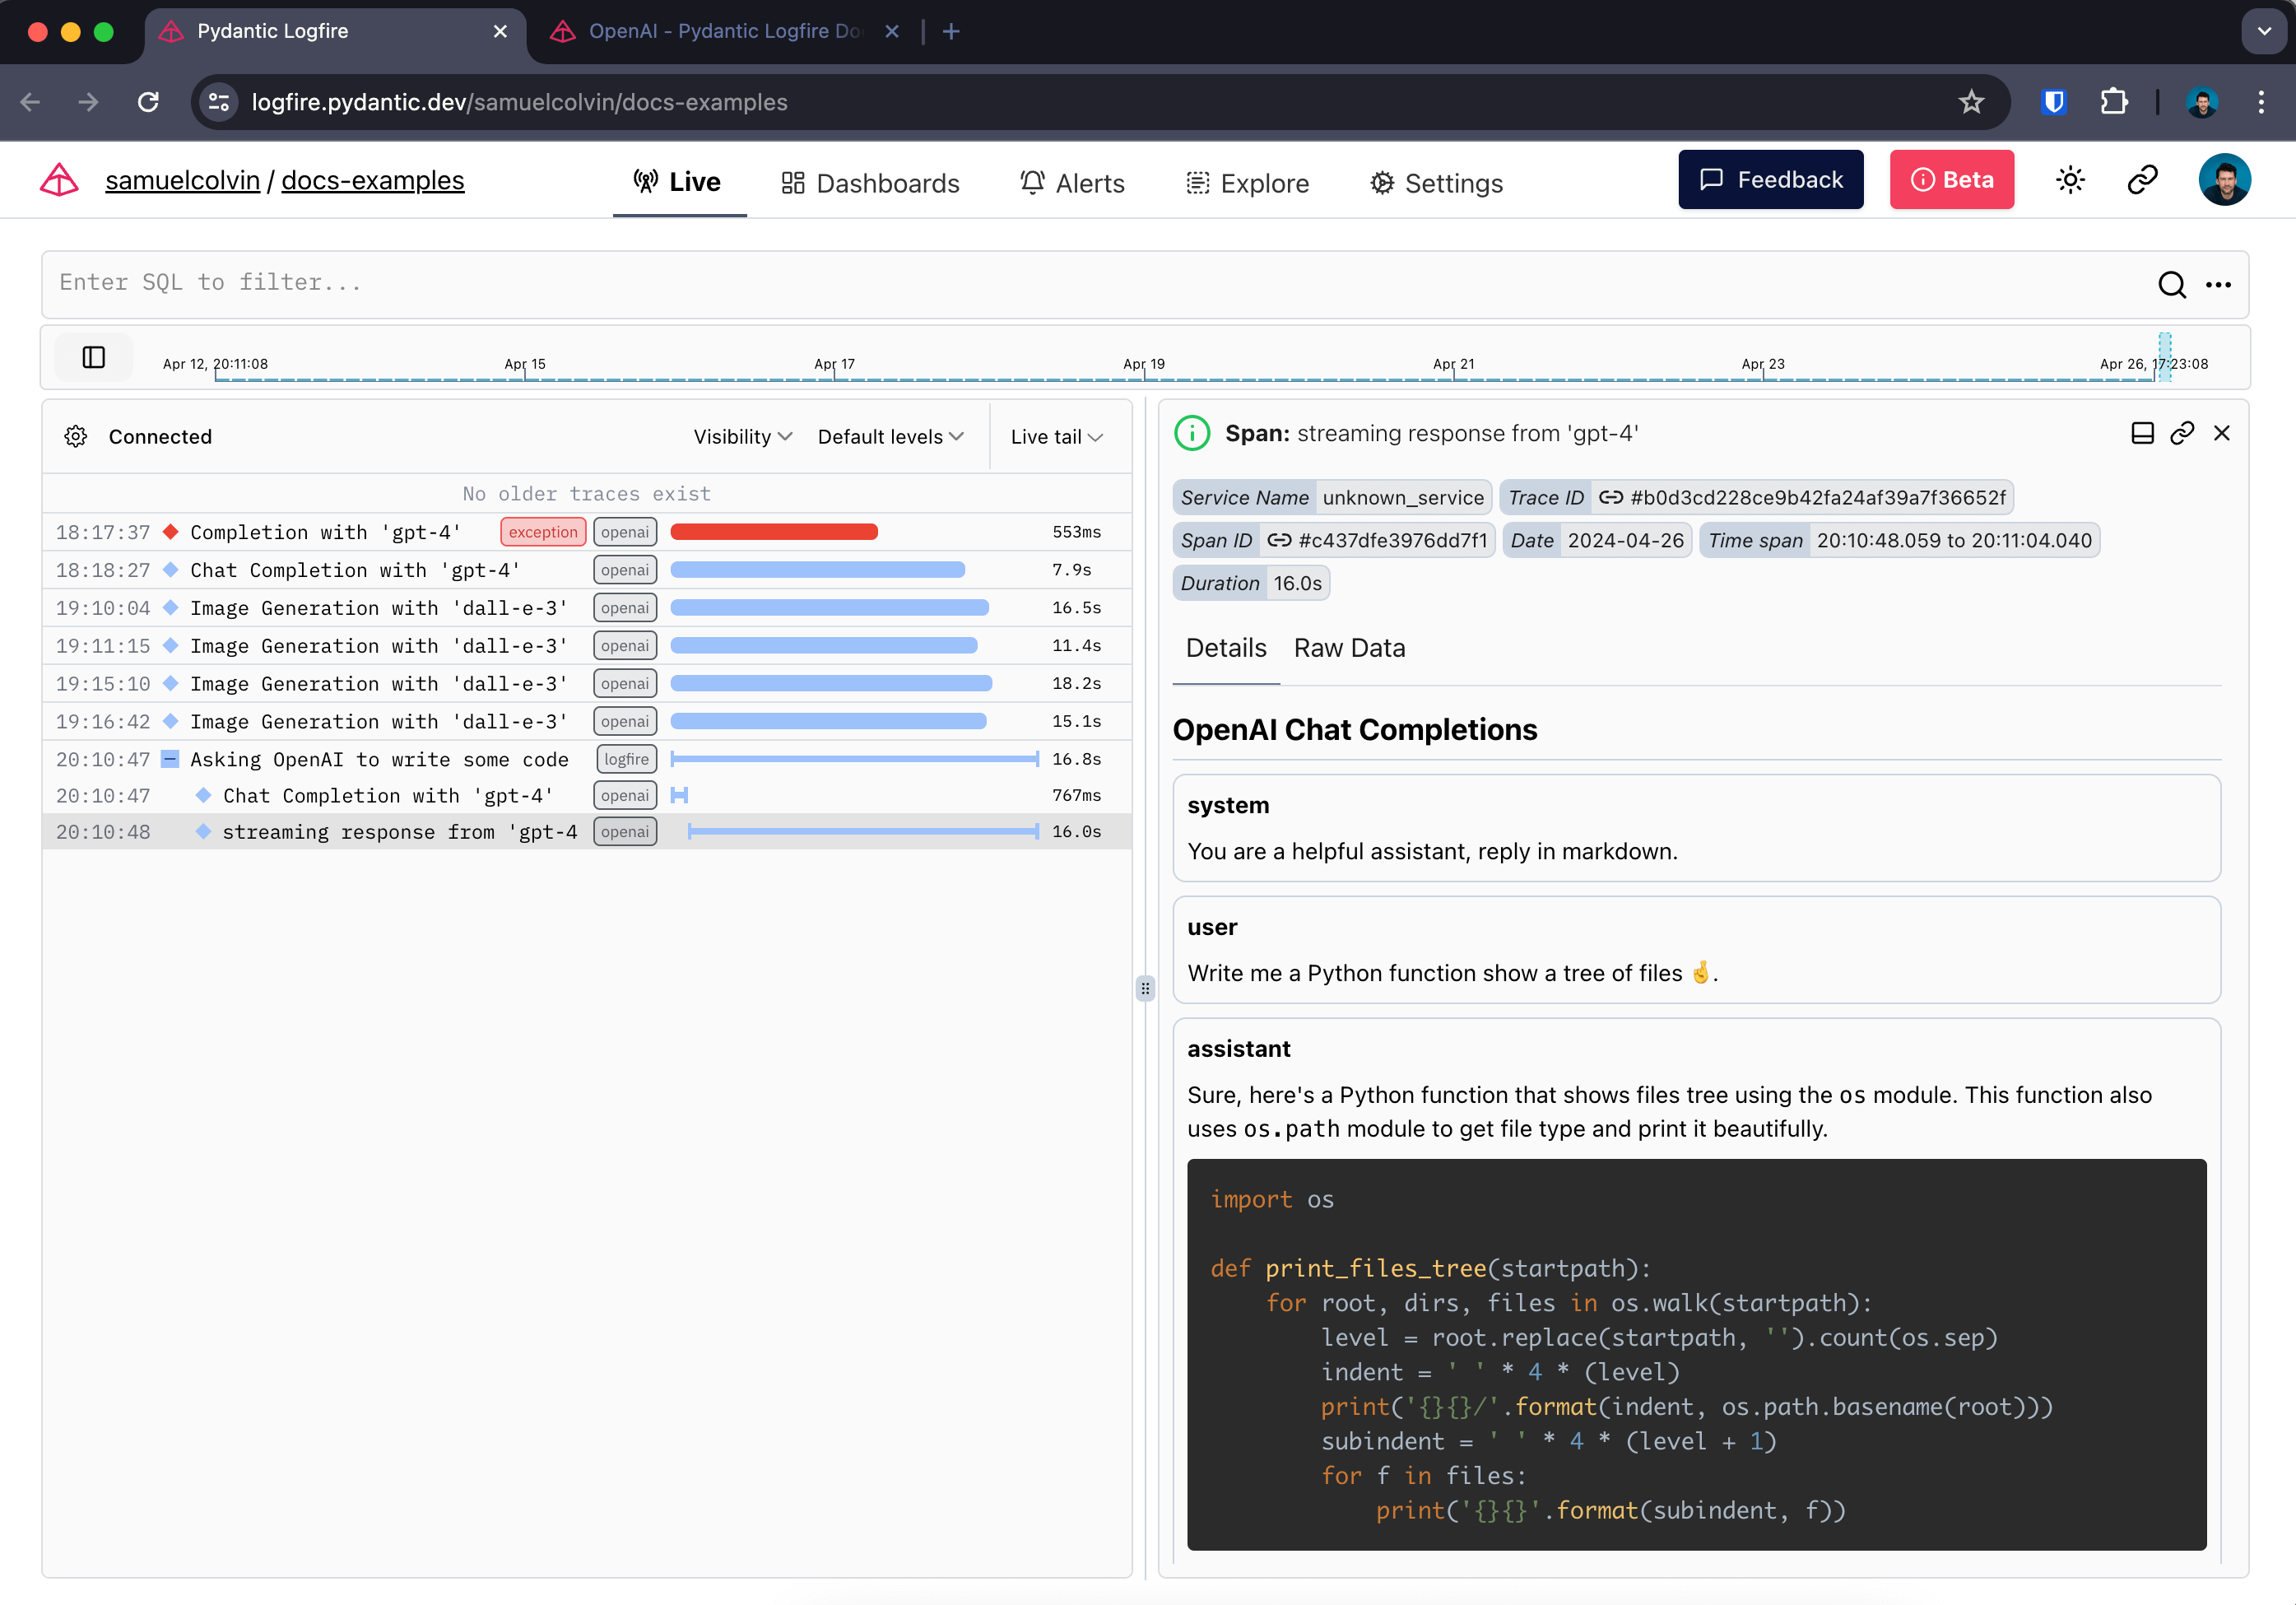 Pydantic Logfire
OpenAI - Pydantic Logfire Do
logfire.pydantic.dev/samuelcolvin/docs-examples
samuelcolvin / docs-examples
Live
Dashboards
Alerts
Explore
Settings
Feedback
Beta
Enter SQL to filter...
Apr 12, 20:11:08
Apr 15
Apr 17
Apr 19
Apr 21
Apr 23
Apr 26, 17:23:08
Connected
Visibility
Default levels
Live tail
No older traces exist
18:17:37 Completion with 'gpt-4' exception openai 553ms
18:18:27 Chat Completion with 'gpt-4' openai 7.9s
19:10:04 Image Generation with 'dall-e-3' openai 16.5s
19:11:15 Image Generation with 'dall-e-3' openai 11.4s
19:15:10 Image Generation with 'dall-e-3' openai 18.2s
19:16:42 Image Generation with 'dall-e-3' openai 15.1s
20:10:47 Asking OpenAI to write some code logfire 16.8s
20:10:47 Chat Completion with 'gpt-4' openai 767ms
20:10:48 streaming response from 'gpt-4 openai 16.0s
Span: streaming response from 'gpt-4'
Service Name unknown_service Trace ID #b0d3cd228ce9b42fa24af39a7f36652f
Span ID #c437dfe3976dd7f1 Date 2024-04-26 Time span 20:10:48.059 to 20:11:04.040
Duration 16.0s
Details Raw Data
OpenAI Chat Completions
system
You are a helpful assistant, reply in markdown.
user
Write me a Python function show a tree of files 🤞.
assistant
Sure, here's a Python function that shows files tree using the os module. This function also
uses os.path module to get file type and print it beautifully.
import os
def print_files_tree(startpath):
    for root, dirs, files in os.walk(startpath):
        level = root.replace(startpath, '').count(os.sep)
        indent = ' ' * 4 * (level)
        print('{}{}/'.format(indent, os.path.basename(root)))
        subindent = ' ' * 4 * (level + 1)
        for f in files:
            print('{}{}'.format(subindent, f))